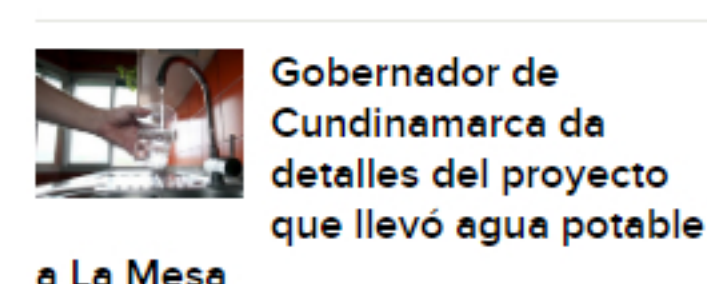 Gobernador de
Cundinamarca da
detalles del proyecto
que llevó agua potable
a La Mesa